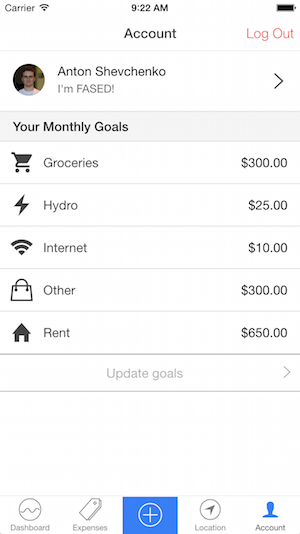 Carrier 9:22 AM
Account Log Out
Anton Shevchenko
I'm FASED!
Your Monthly Goals
Groceries $300.00
Hydro $25.00
Internet $10.00
Other $300.00
Rent $650.00
Update goals
Dashboard Expenses Location Account